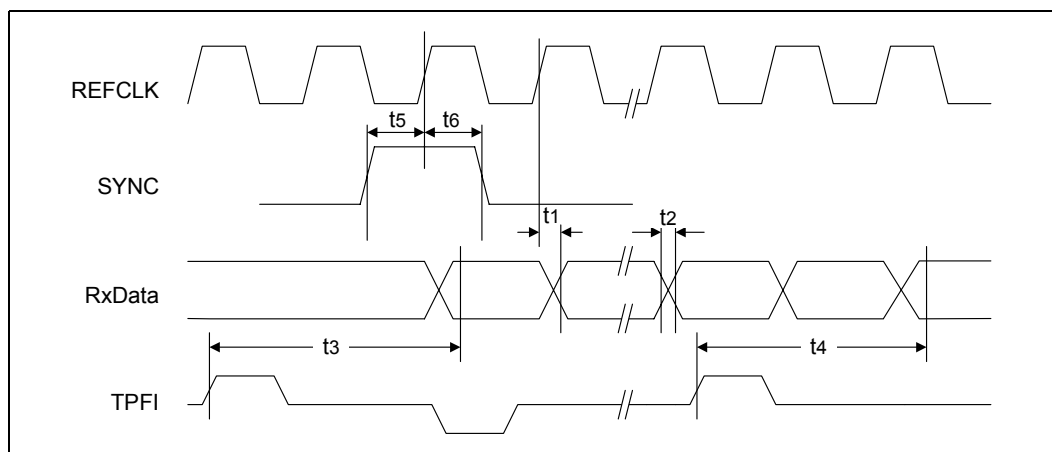 REFCLK
t5 t6
SYNC
t1 t2
RxData
t3 t4
TPFI